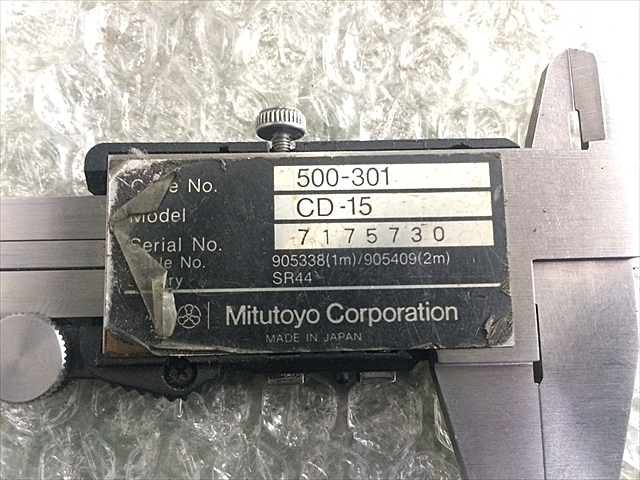 No. 500-301
Model CD-15
Serial No. 7175730
No. 905338(1m)/905409(2m)
SR44
Mitutoyo Corporation
MADE IN JAPAN